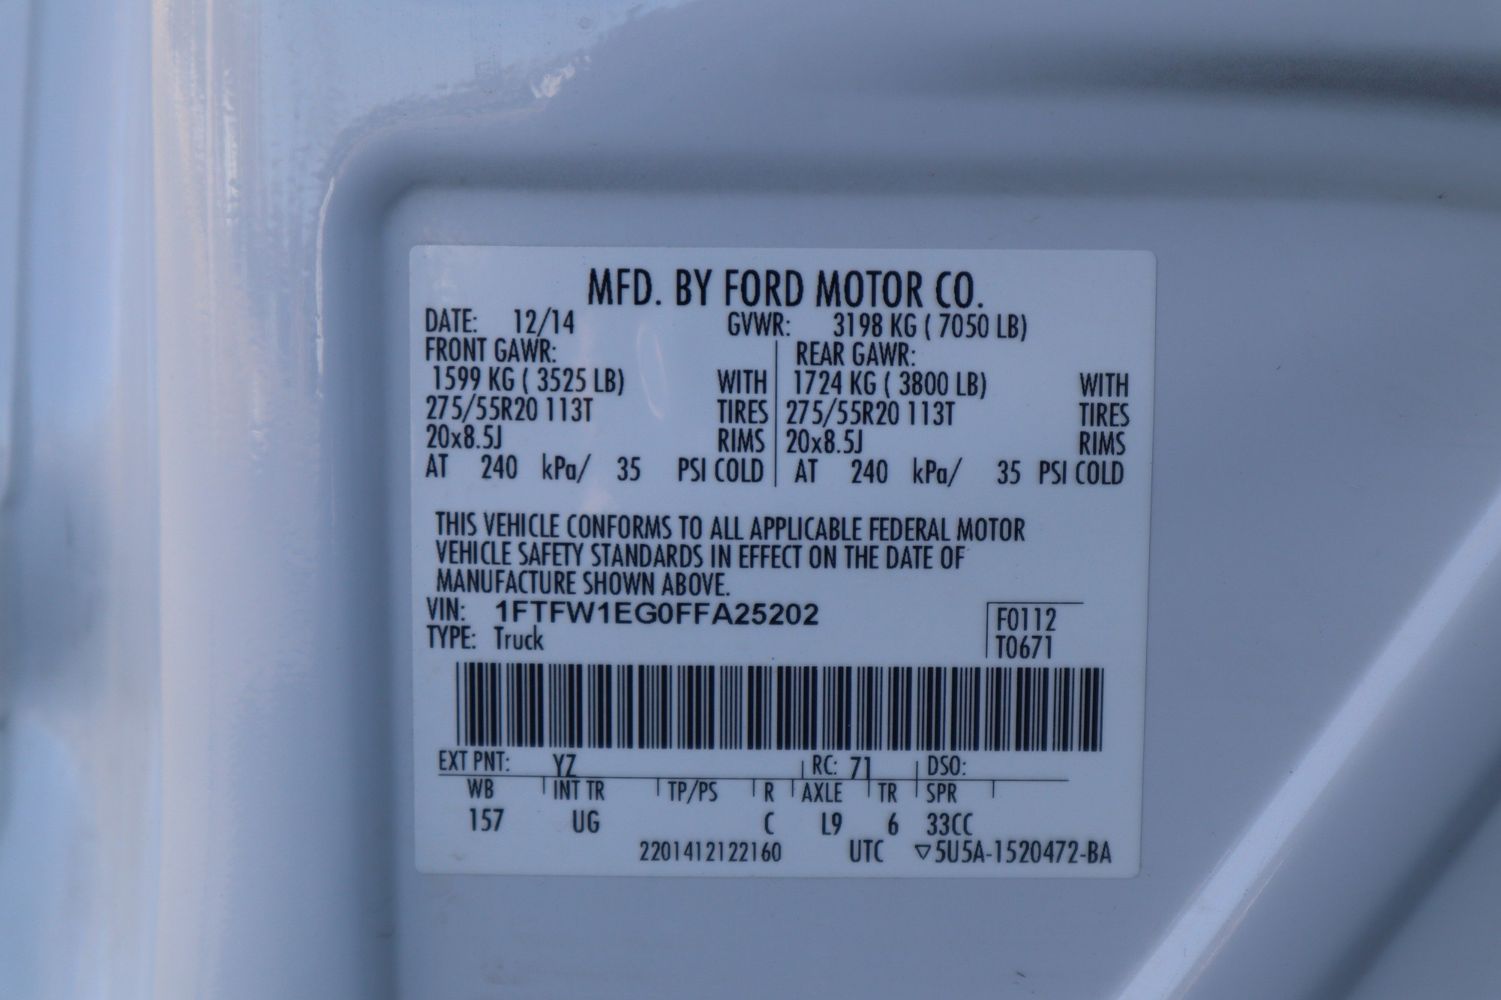 MFD. BY FORD MOTOR CO.
DATE: 12/14 GVWR: 3198 KG ( 7050 LB)
FRONT GAWR: REAR GAWR:
1599 KG ( 3525 LB) WITH 1724 KG ( 3800 LB) WITH
275/55R20 113T TIRES 275/55R20 113T TIRES
20x8.5J RIMS 20x8.5J RIMS
AT 240 kPa/ 35 PSI COLD AT 240 kPa/ 35 PSI COLD
THIS VEHICLE CONFORMS TO ALL APPLICABLE FEDERAL MOTOR
VEHICLE SAFETY STANDARDS IN EFFECT ON THE DATE OF
MANUFACTURE SHOWN ABOVE.
VIN: 1FTFW1EG0FFA25202 F0112
TYPE: Truck T0671
EXT PNT: YZ RC: 71 DSO:
WB INT TR TP/PS R AXLE TR SPR
157 UG C L9 6 33CC
2201412122160 UTC ▽5U5A-1520472-BA